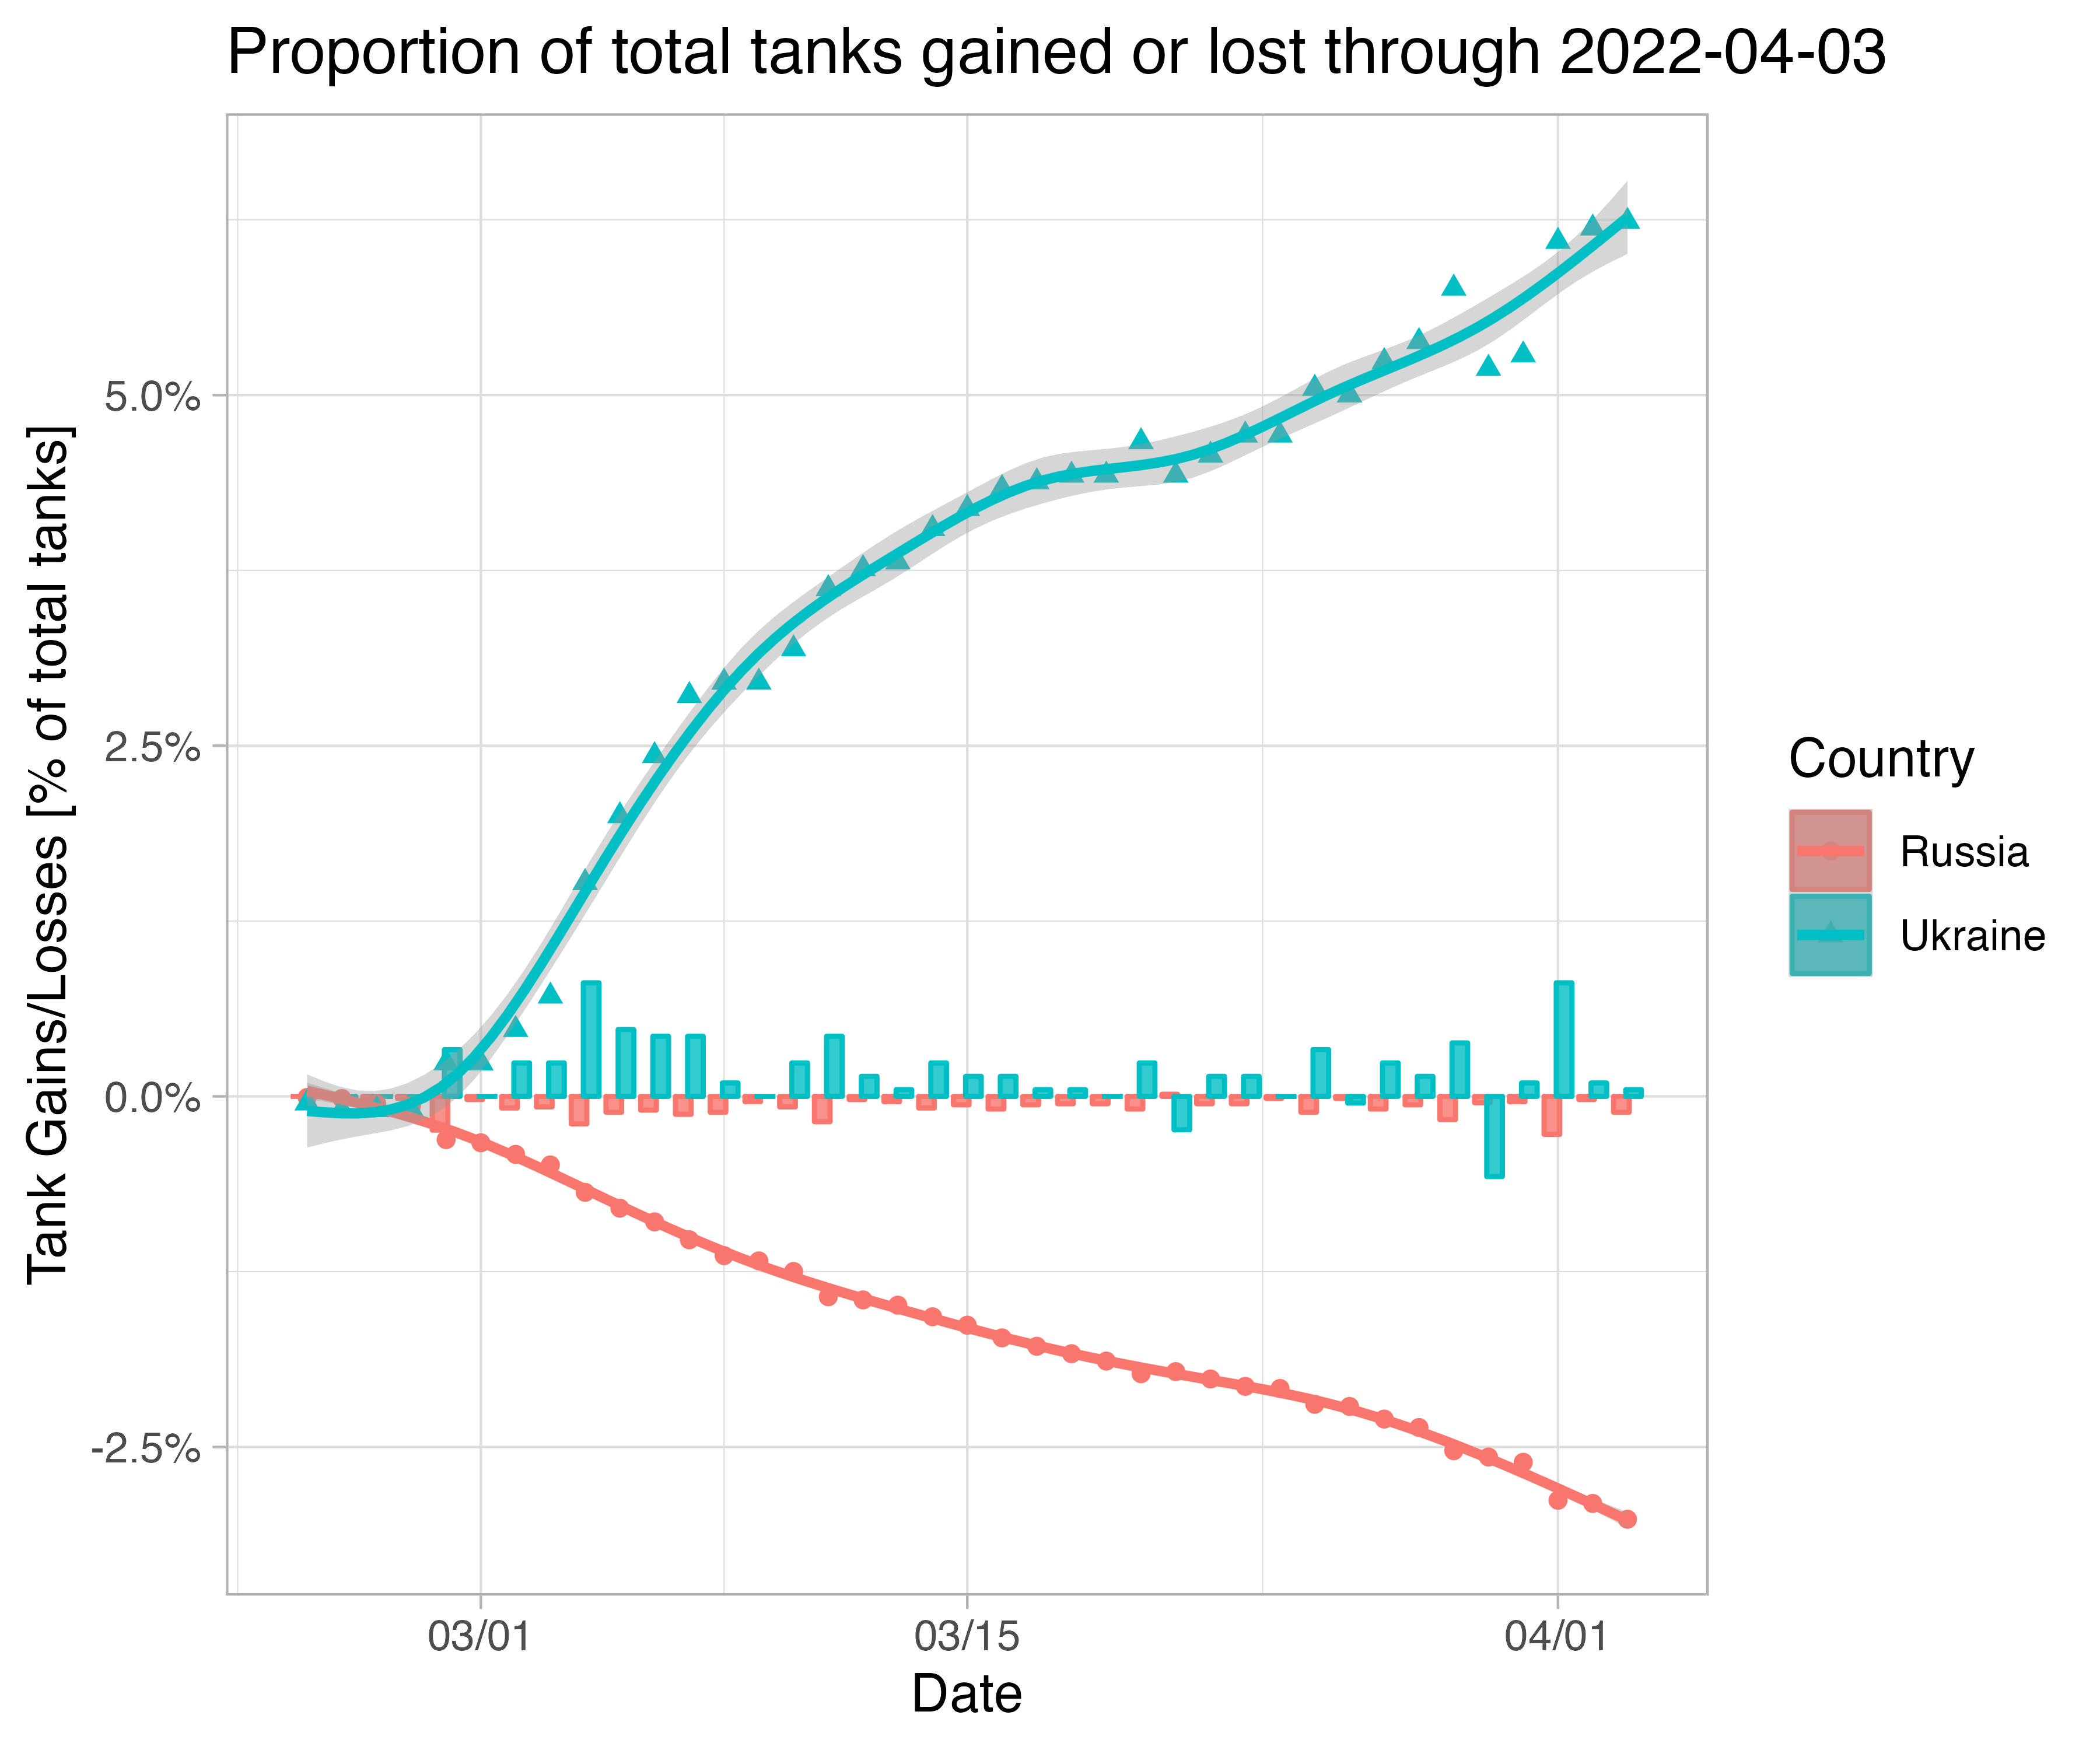 Proportion of total tanks gained or lost through 2022-04-03
Tank Gains/Losses [% of total tanks]
5.0%
2.5%
0.0%
-2.5%
03/01
03/15
04/01
Date
Country
Russia
Ukraine